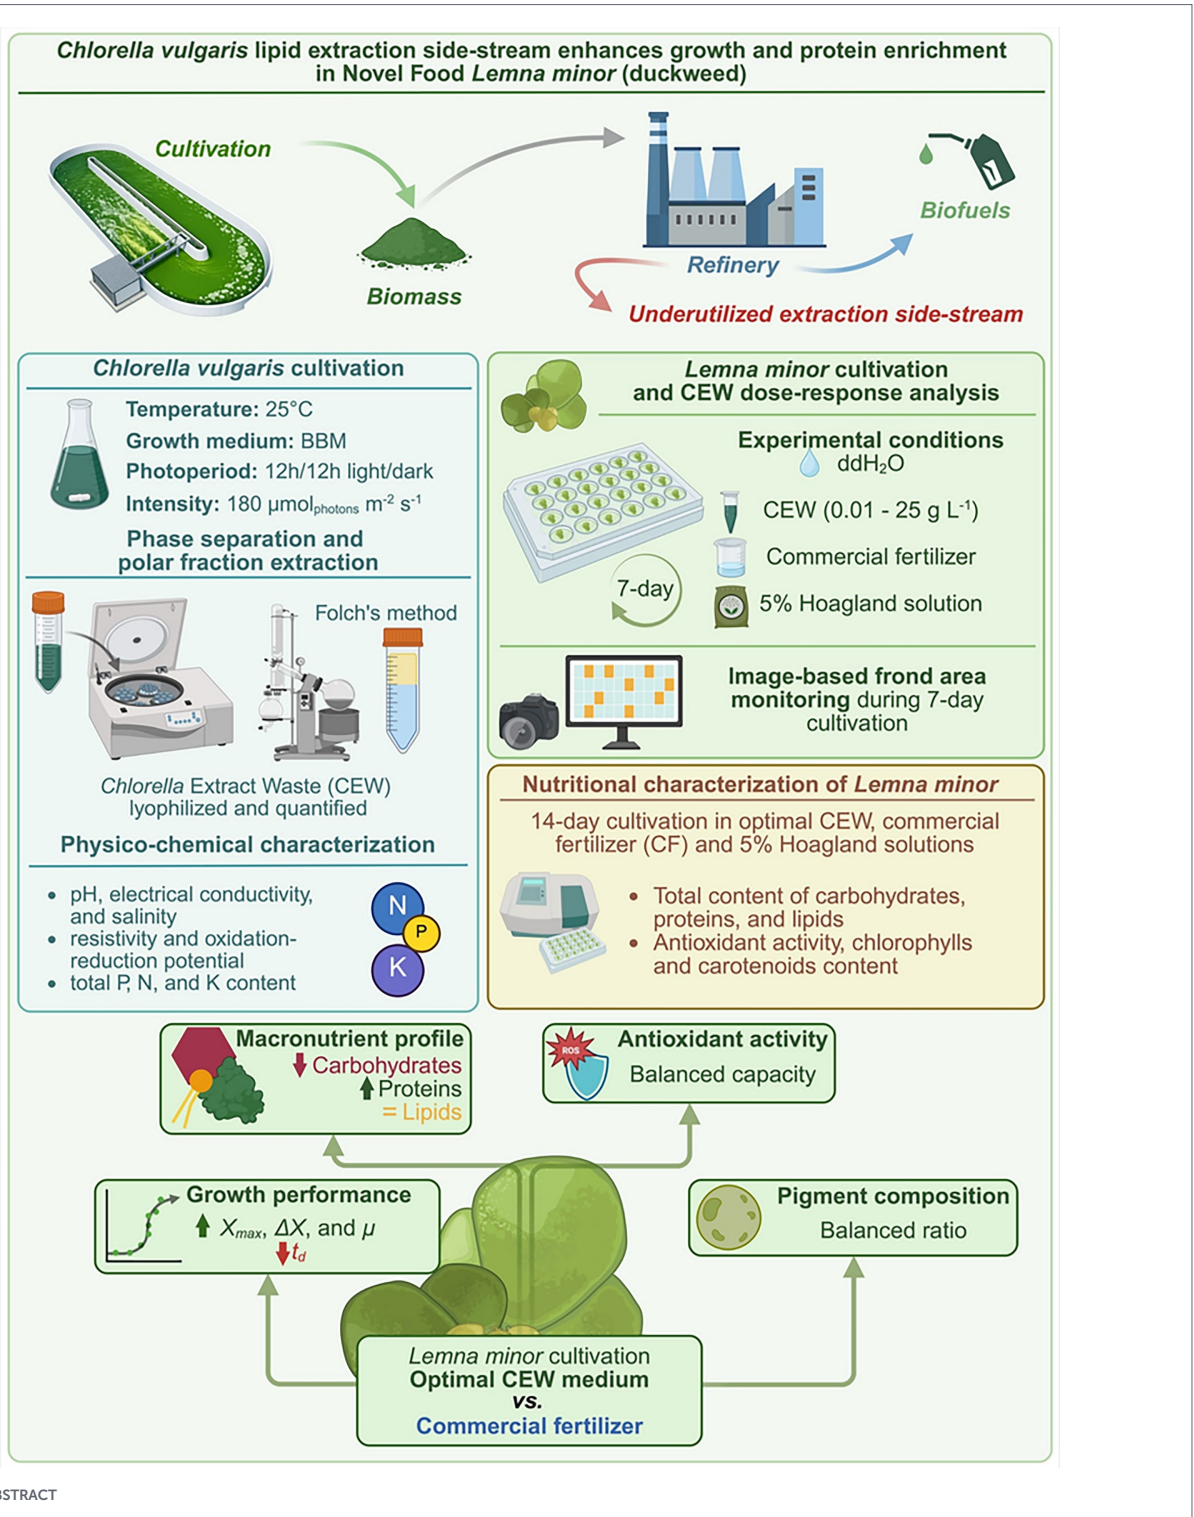 Chlorella vulgaris lipid extraction side-stream enhances growth and protein enrichment
in Novel Food Lemna minor (duckweed)
Cultivation
Biomass
Refinery
Biofuels
Underutilized extraction side-stream
Chlorella vulgaris cultivation
Temperature: 25°C
Growth medium: BBM
Photoperiod: 12h/12h light/dark
Intensity: 180 µmolphotons m⁻² s⁻¹
Phase separation and
polar fraction extraction
Folch's method
Chlorella Extract Waste (CEW)
lyophilized and quantified
Physico-chemical characterization
• pH, electrical conductivity,
and salinity
• resistivity and oxidation-
reduction potential
• total P, N, and K content
N
P
K
Lemna minor cultivation
and CEW dose-response analysis
Experimental conditions
ddH₂O
CEW (0.01 - 25 g L⁻¹)
Commercial fertilizer
5% Hoagland solution
7-day
Image-based frond area
monitoring during 7-day
cultivation
Nutritional characterization of Lemna minor
14-day cultivation in optimal CEW, commercial
fertilizer (CF) and 5% Hoagland solutions
• Total content of carbohydrates,
proteins, and lipids
• Antioxidant activity, chlorophylls
and carotenoids content
Macronutrient profile
Carbohydrates
Proteins
= Lipids
ROS
Antioxidant activity
Balanced capacity
Growth performance
Xmax, ΔX, and µ
td
Pigment composition
Balanced ratio
Lemna minor cultivation
Optimal CEW medium
vs.
Commercial fertilizer
BSTRACT